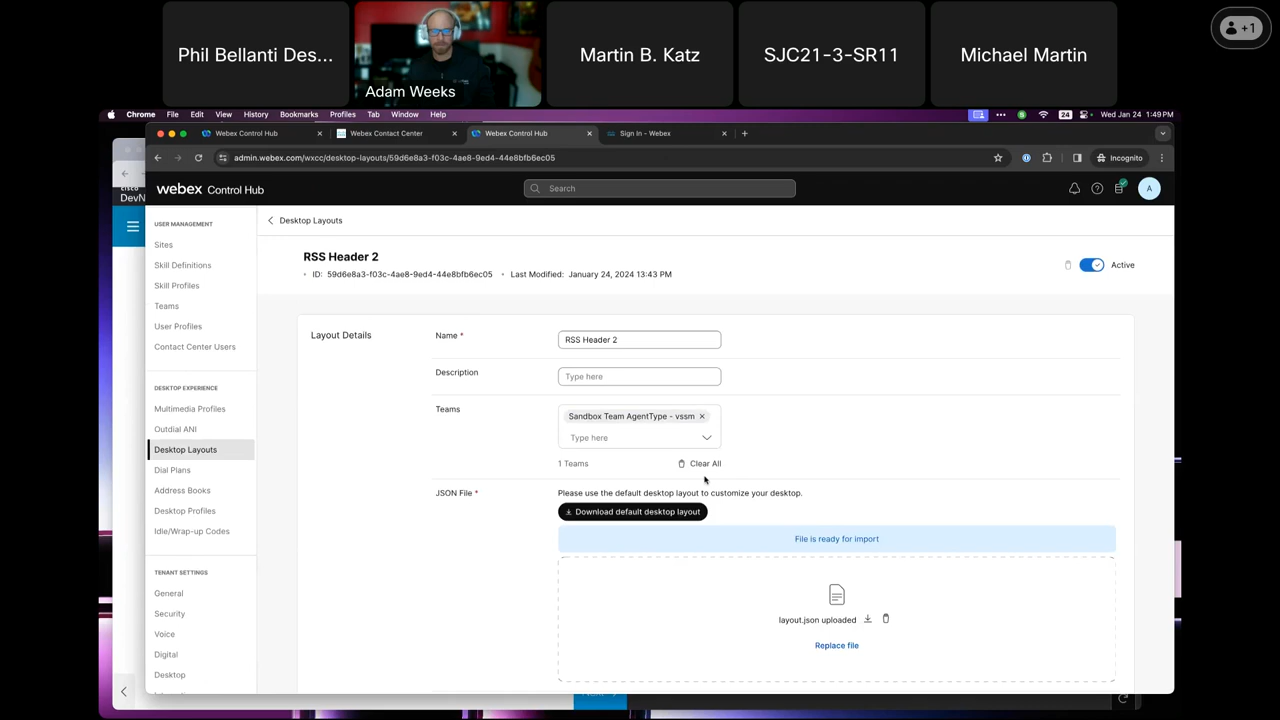 Phil Bellanti Des...
Adam Weeks
Martin B. Katz
SJC21-3-SR11
Michael Martin
+1
Chrome File Edit View History Bookmarks Profiles Tab Window Help
24 Wed Jan 24 1:49 PM
Webex Control Hub
Webex Contact Center
Webex Control Hub
Sign In - Webex
admin.webex.com/wxcc/desktop-layouts/59d6e8a3-f03c-4ae8-9ed4-44e8bfb6ec05
Incognito
cisco
DevN
webex Control Hub
Search
A
USER MANAGEMENT
Sites
Skill Definitions
Skill Profiles
Teams
User Profiles
Contact Center Users
DESKTOP EXPERIENCE
Multimedia Profiles
Outdial ANI
Desktop Layouts
Dial Plans
Address Books
Desktop Profiles
Idle/Wrap-up Codes
TENANT SETTINGS
General
Security
Voice
Digital
Desktop
Desktop Layouts
RSS Header 2
ID: 59d6e8a3-f03c-4ae8-9ed4-44e8bfb6ec05 Last Modified: January 24, 2024 13:43 PM
Active
Layout Details
Name *
RSS Header 2
Description
Type here
Teams
Sandbox Team AgentType - vssm
Type here
1 Teams
Clear All
JSON File *
Please use the default desktop layout to customize your desktop.
Download default desktop layout
File is ready for import
layout.json uploaded
Replace file